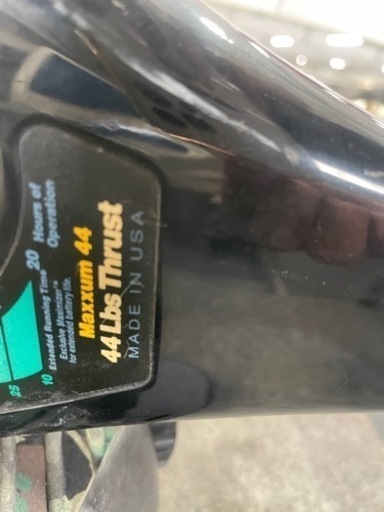 20 Hours of
Operation
25
10 Extended Running Time
Exclusive Maximizer™
for extended battery life.
Maxxum 44
44 Lbs Thrust
MADE IN USA